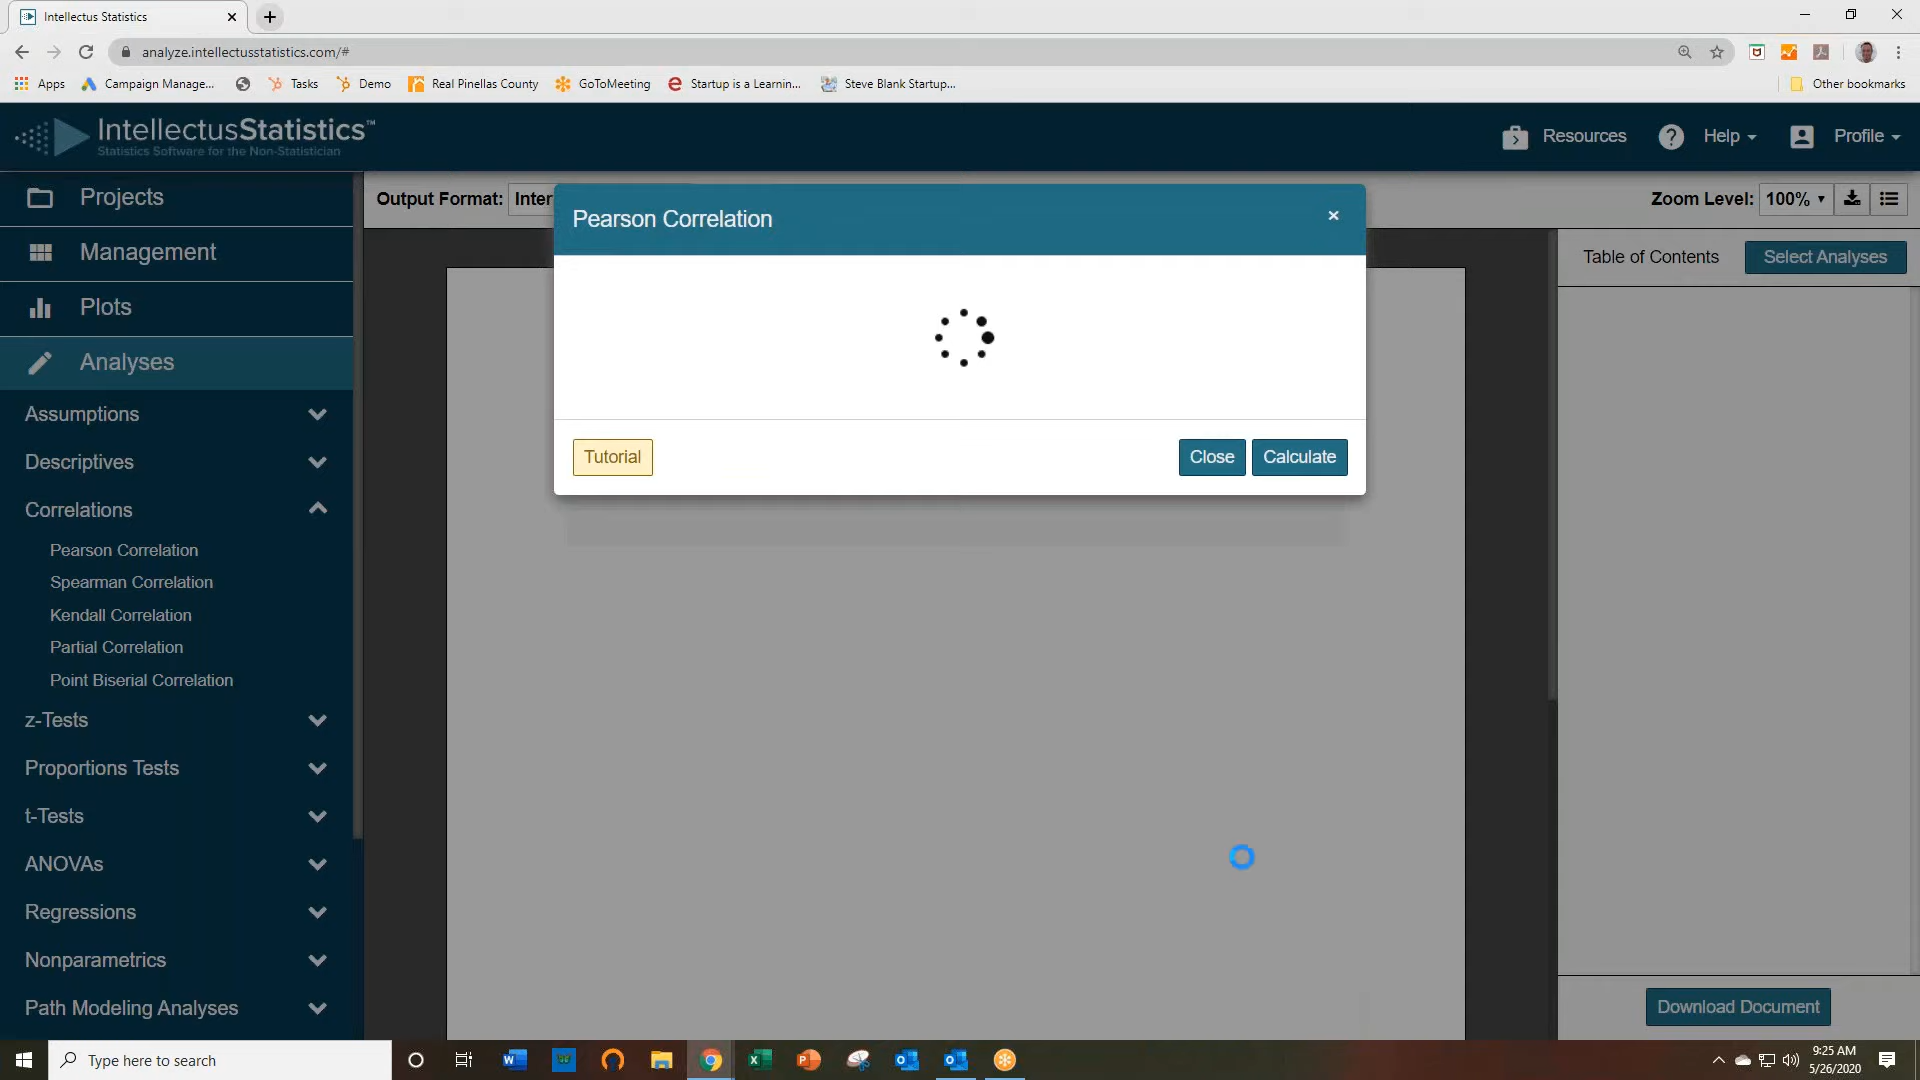 Intellectus Statistics
analyze.intellectusstatistics.com/#
Apps
Campaign Manage...
Tasks
Demo
Real Pinellas County
GoToMeeting
Startup is a Learnin...
Steve Blank Startup...
Other bookmarks
IntellectusStatistics™
Statistics Software for the Non-Statistician
Resources
Help
Profile
Projects
Management
Plots
Analyses
Assumptions
Descriptives
Correlations
Pearson Correlation
Spearman Correlation
Kendall Correlation
Partial Correlation
Point Biserial Correlation
z-Tests
Proportions Tests
t-Tests
ANOVAs
Regressions
Nonparametrics
Path Modeling Analyses
Output Format:
Inter
Zoom Level:
100%
Pearson Correlation
×
Tutorial
Close
Calculate
Table of Contents
Select Analyses
Download Document
Type here to search
9:25 AM
5/26/2020